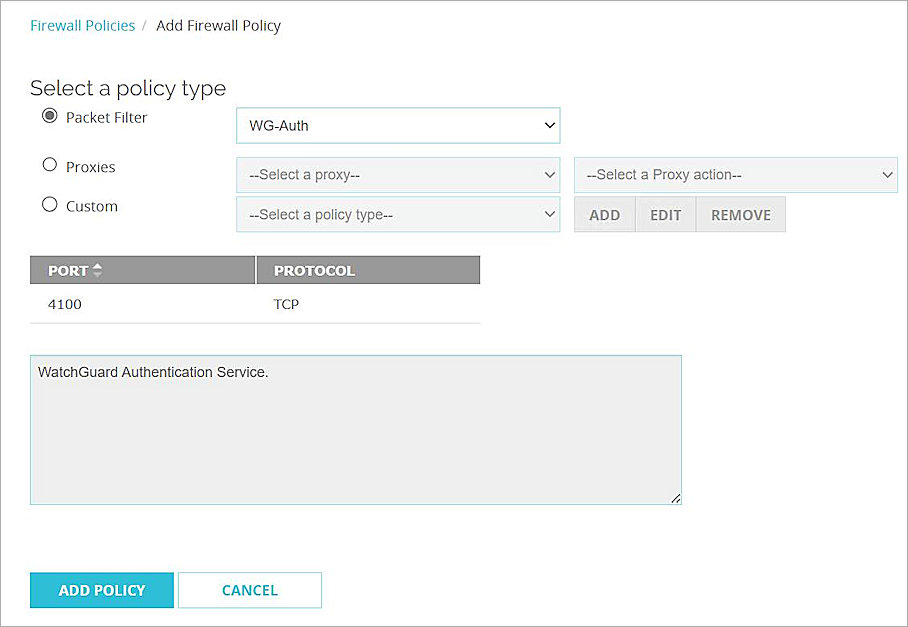 Firewall Policies / Add Firewall Policy
Select a policy type
Packet Filter WG-Auth
Proxies --Select a proxy-- --Select a Proxy action--
Custom --Select a policy type-- ADD EDIT REMOVE
PORT PROTOCOL
4100 TCP
WatchGuard Authentication Service.
ADD POLICY CANCEL